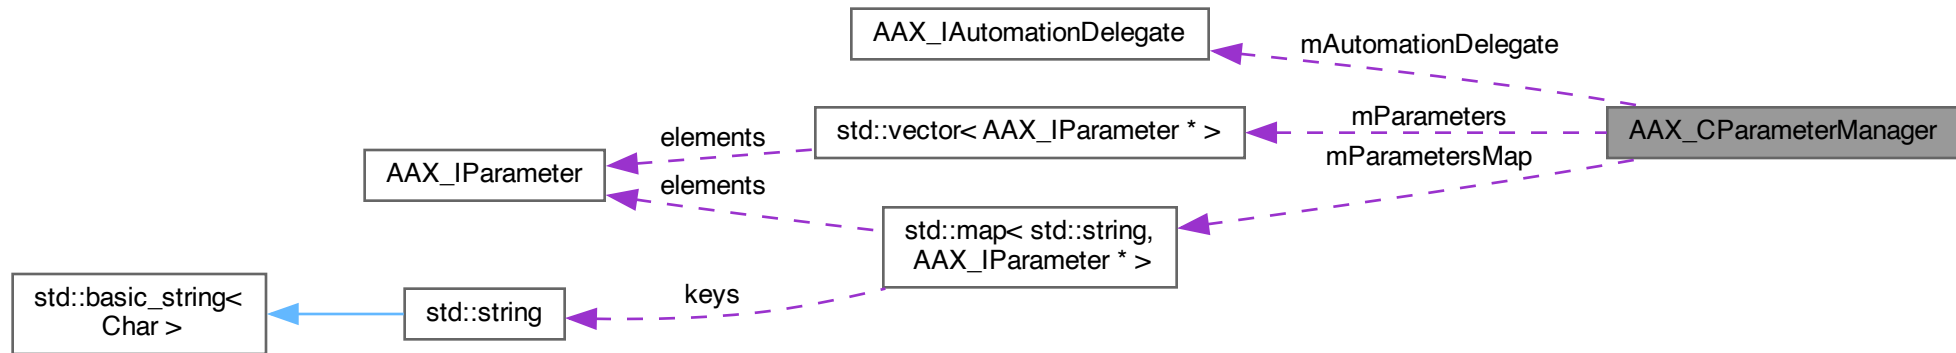 AAX_IAutomationDelegate
mAutomationDelegate
elements
std::vector< AAX_IParameter * >
mParameters
AAX_CParameterManager
AAX_IParameter
elements
mParametersMap
std::map< std::string,
AAX_IParameter * >
std::basic_string<
Char >
std::string
keys